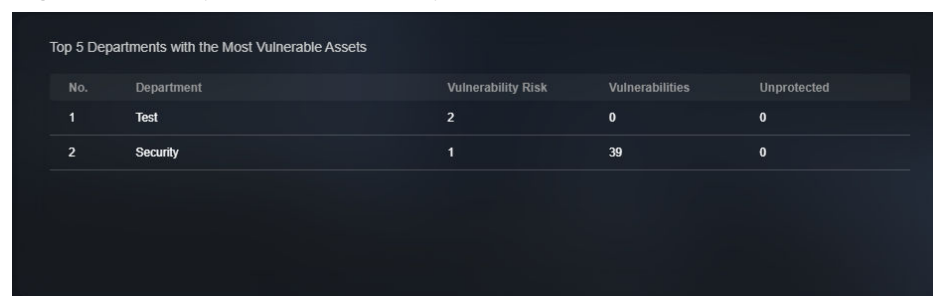 Top 5 Departments with the Most Vulnerable Assets
No. Department Vulnerability Risk Vulnerabilities Unprotected
1 Test 2 0 0
2 Security 1 39 0